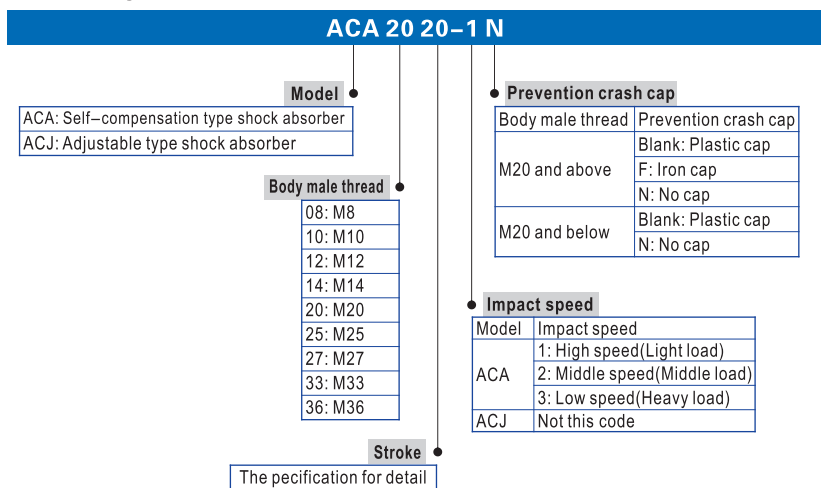 ACA 20 20–1 N
Model
ACA: Self–compensation type shock absorber
ACJ: Adjustable type shock absorber
Body male thread
08: M8
10: M10
12: M12
14: M14
20: M20
25: M25
27: M27
33: M33
36: M36
Stroke
The pecification for detail
Prevention crash cap
Body male thread Prevention crash cap
M20 and above
Blank: Plastic cap
F: Iron cap
N: No cap
M20 and below
Blank: Plastic cap
N: No cap
Impact speed
Model Impact speed
ACA
1: High speed(Light load)
2: Middle speed(Middle load)
3: Low speed(Heavy load)
ACJ Not this code